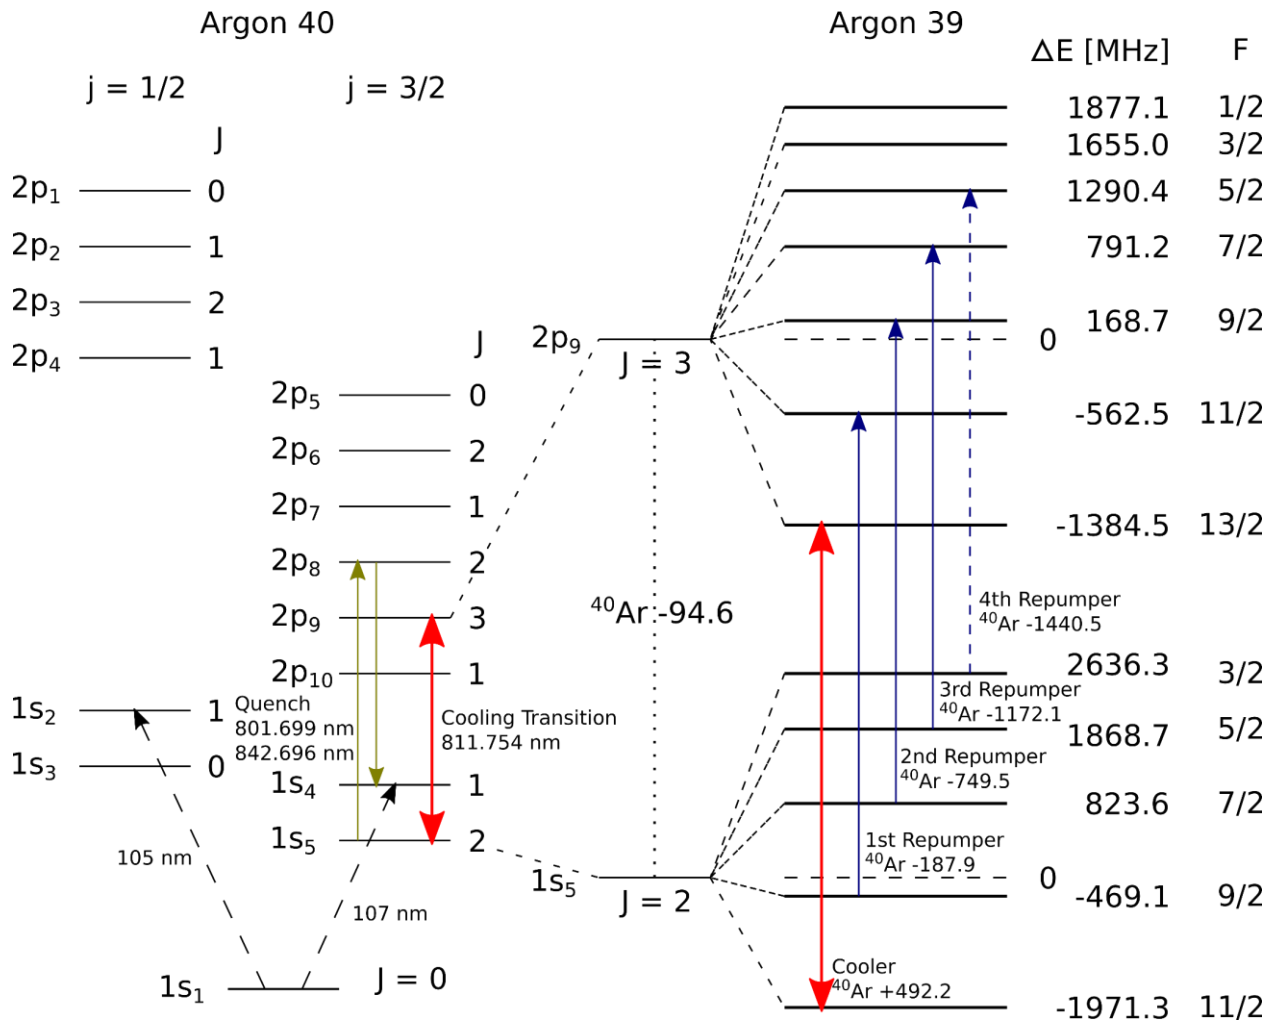 Argon 40
Argon 39
ΔE [MHz] F
j = 1/2
j = 3/2
J
2p₁ 0
2p₂ 1
2p₃ 2
2p₄ 1
J
2p₅ 0
2p₆ 2
2p₇ 1
2p₈ 2
2p₉ 3
2p₁₀ 1
1s₂ 1
1s₃ 0
Quench
801.699 nm
842.696 nm
Cooling Transition
811.754 nm
1s₄ 1
1s₅ 2
105 nm
107 nm
1s₁
J = 0
2p₉
J = 3
⁴⁰Ar -94.6
1s₅
J = 2
1877.1 1/2
1655.0 3/2
1290.4 5/2
791.2 7/2
168.7 9/2
0
-562.5 11/2
-1384.5 13/2
4th Repumper
⁴⁰Ar -1440.5
2636.3 3/2
3rd Repumper
⁴⁰Ar -1172.1
1868.7 5/2
2nd Repumper
⁴⁰Ar -749.5
823.6 7/2
1st Repumper
⁴⁰Ar -187.9
0
-469.1 9/2
Cooler
⁴⁰Ar +492.2
-1971.3 11/2